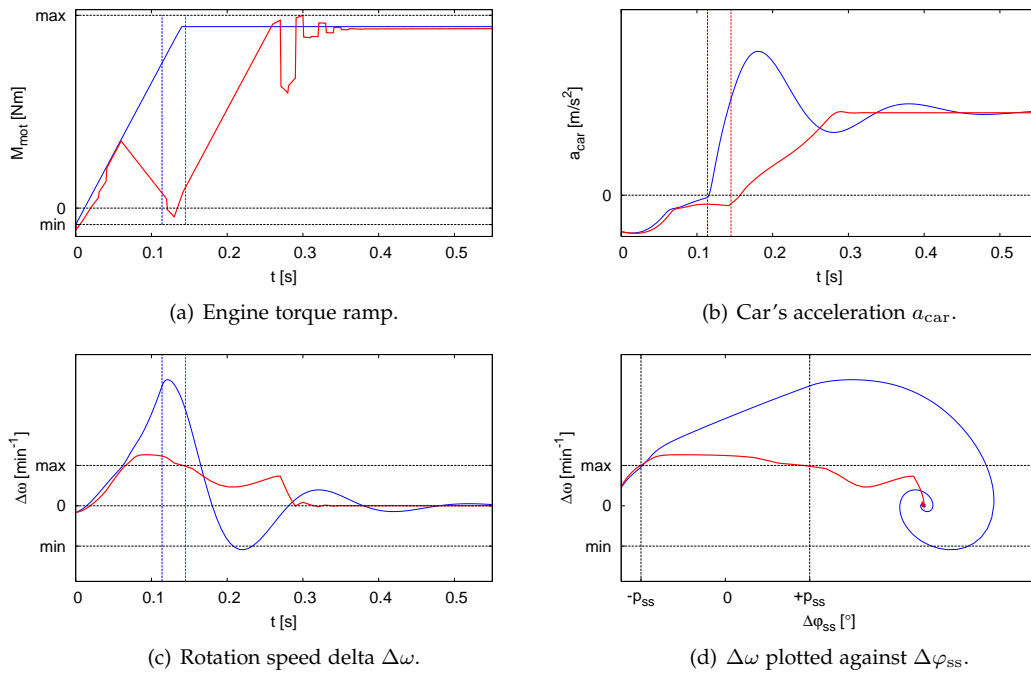 max
0
min
M_mot [Nm]
0 0.1 0.2 0.3 0.4 0.5
t [s]
(a) Engine torque ramp.
0
a_car [m/s²]
0 0.1 0.2 0.3 0.4 0.5
t [s]
(b) Car's acceleration a_car.
max
0
min
Δω [min⁻¹]
0 0.1 0.2 0.3 0.4 0.5
t [s]
(c) Rotation speed delta Δω.
max
0
min
Δω [min⁻¹]
-p_ss 0 +p_ss
Δφ_ss [°]
(d) Δω plotted against Δφ_ss.